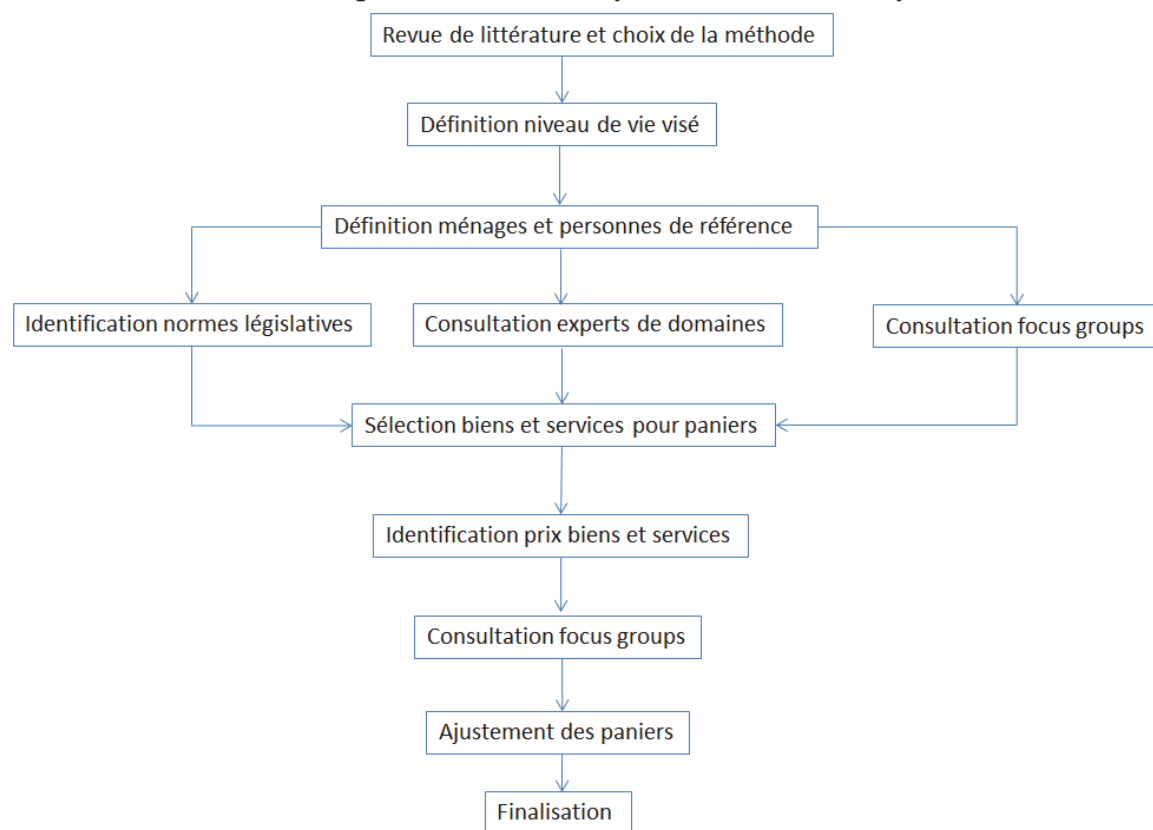 Revue de littérature et choix de la méthode
Définition niveau de vie visé
Définition ménages et personnes de référence
Identification normes législatives
Consultation experts de domaines
Consultation focus groups
Sélection biens et services pour paniers
Identification prix biens et services
Consultation focus groups
Ajustement des paniers
Finalisation